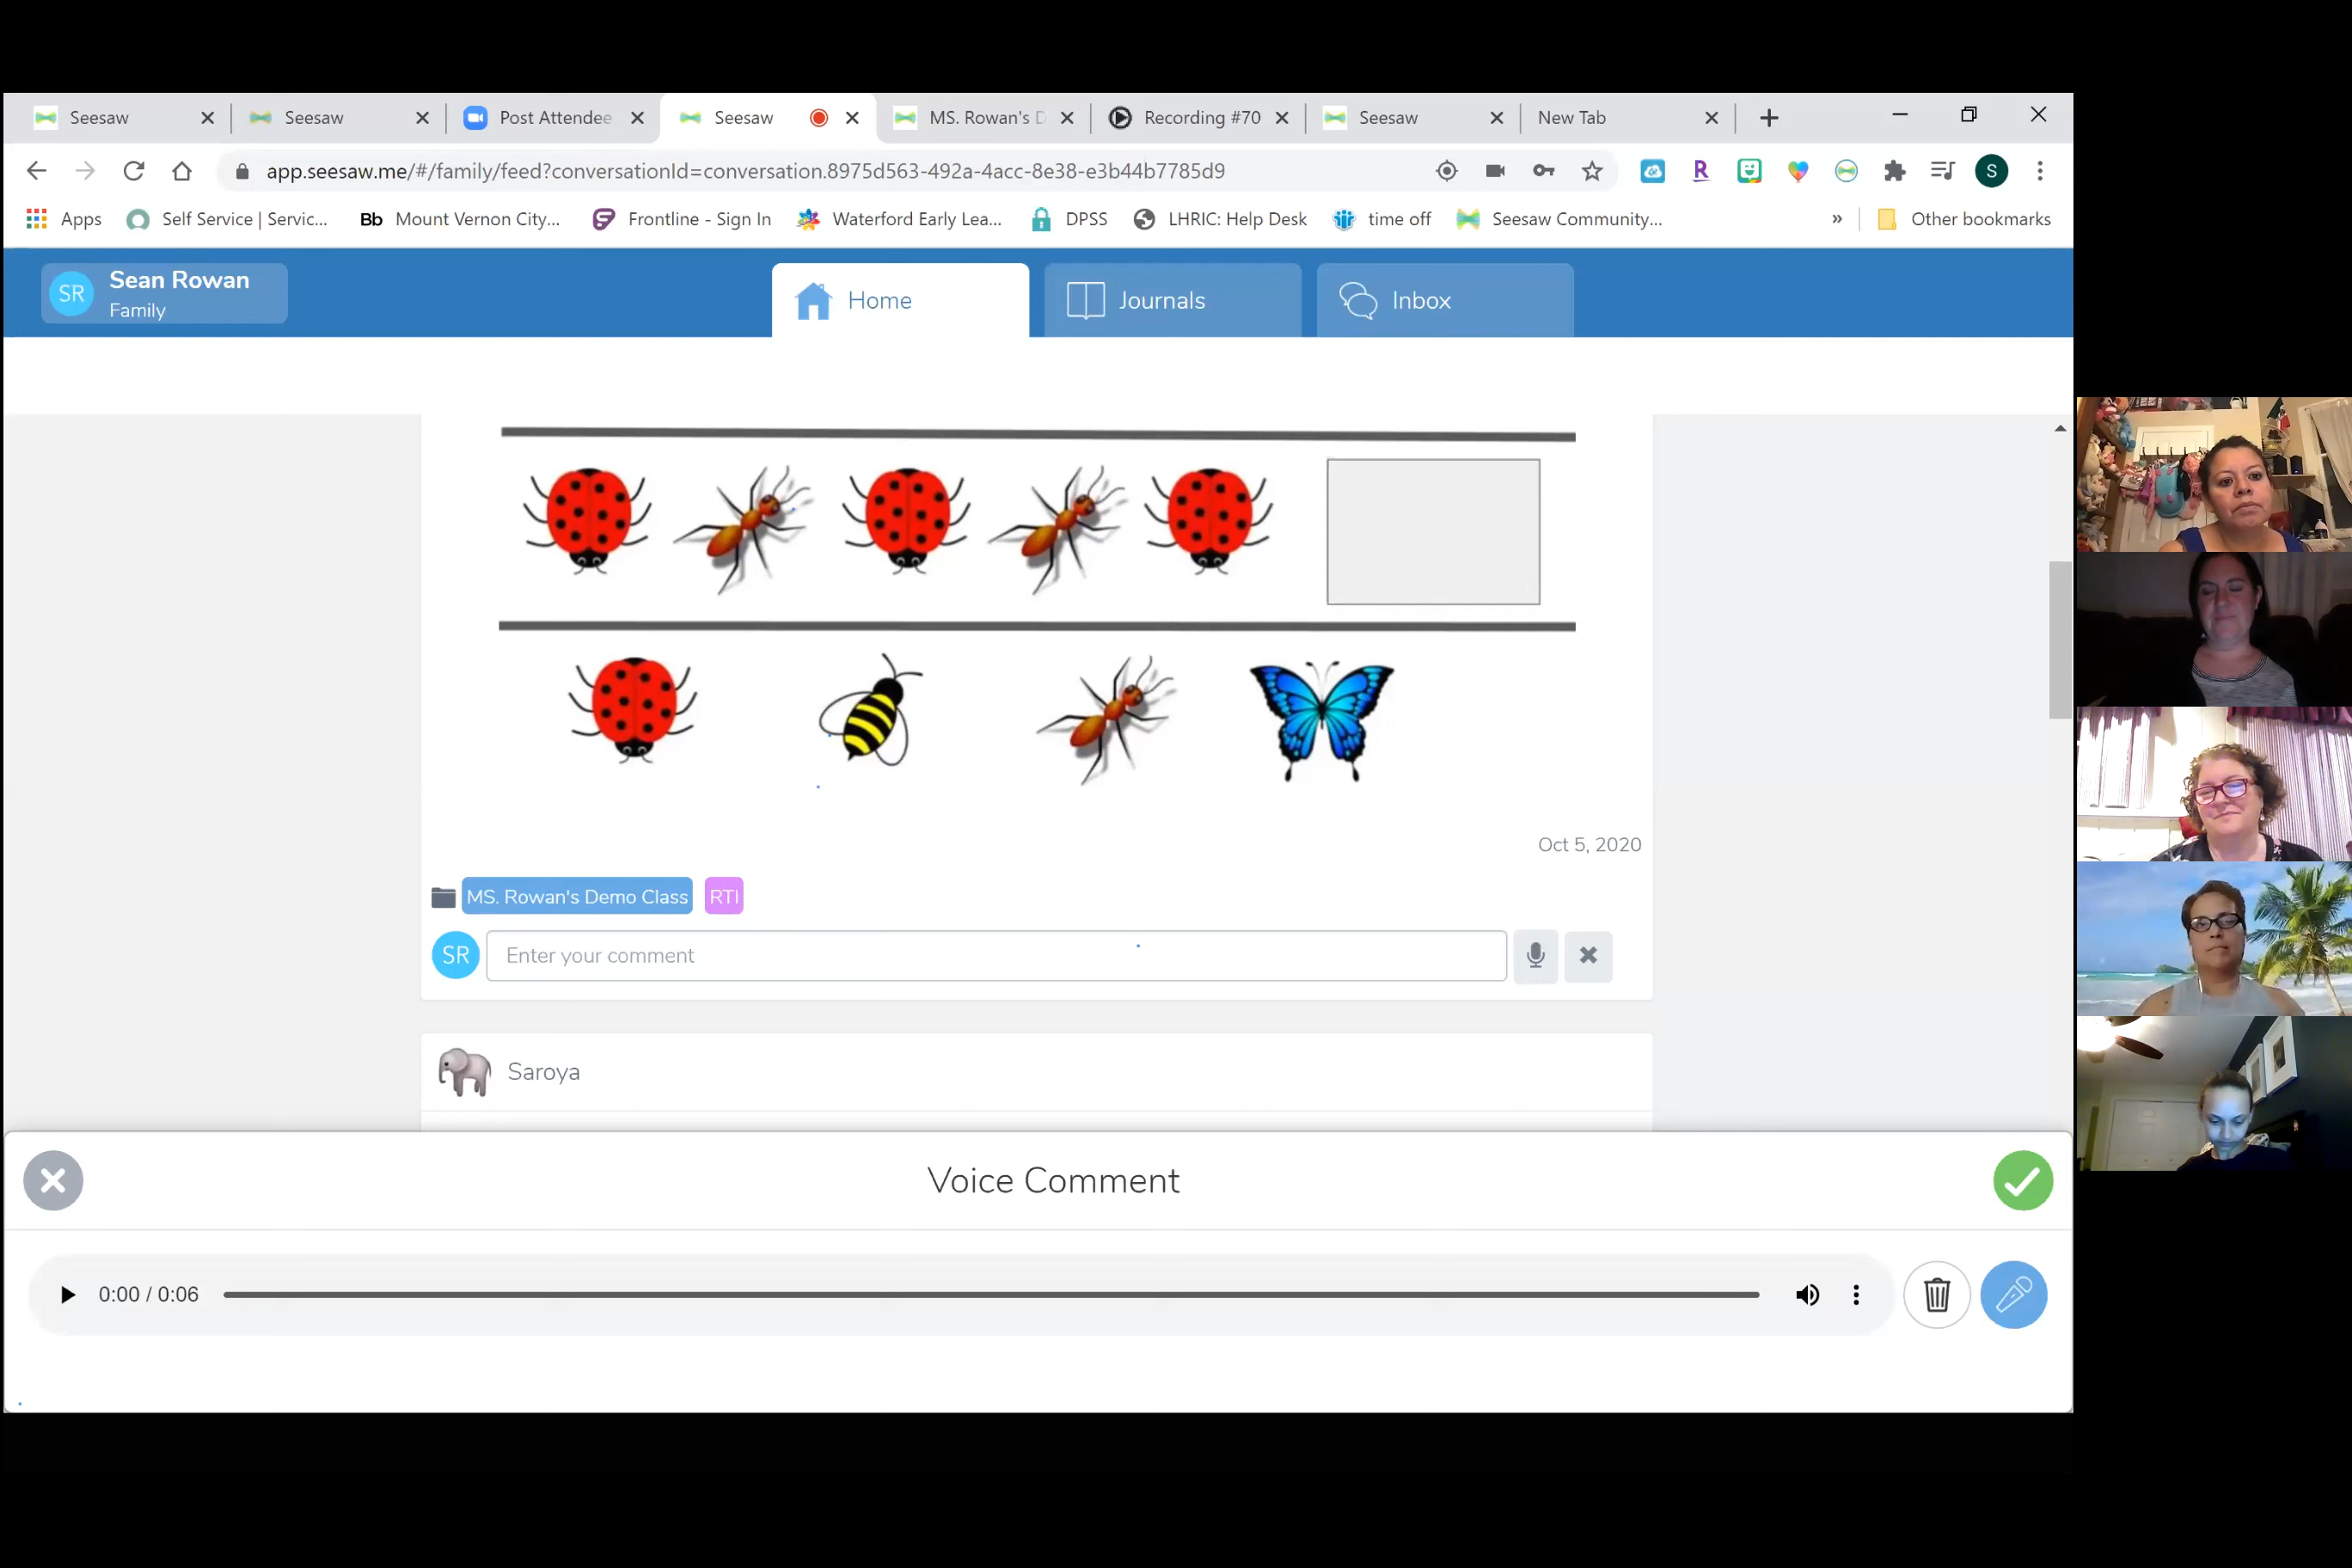 Seesaw
Seesaw
Post Attendee
Seesaw
MS. Rowan's D
Recording #70
Seesaw
New Tab
app.seesaw.me/#/family/feed?conversationId=conversation.8975d563-492a-4acc-8e38-e3b44b7785d9
R
S
Apps
Self Service | Servic...
Bb Mount Vernon City...
Frontline - Sign In
Waterford Early Lea...
DPSS
LHRIC: Help Desk
time off
Seesaw Community...
»
Other bookmarks
SR
Sean Rowan
Family
Home
Journals
Inbox
Oct 5, 2020
MS. Rowan's Demo Class
RTI
SR
Enter your comment
Saroya
Voice Comment
0:00 / 0:06